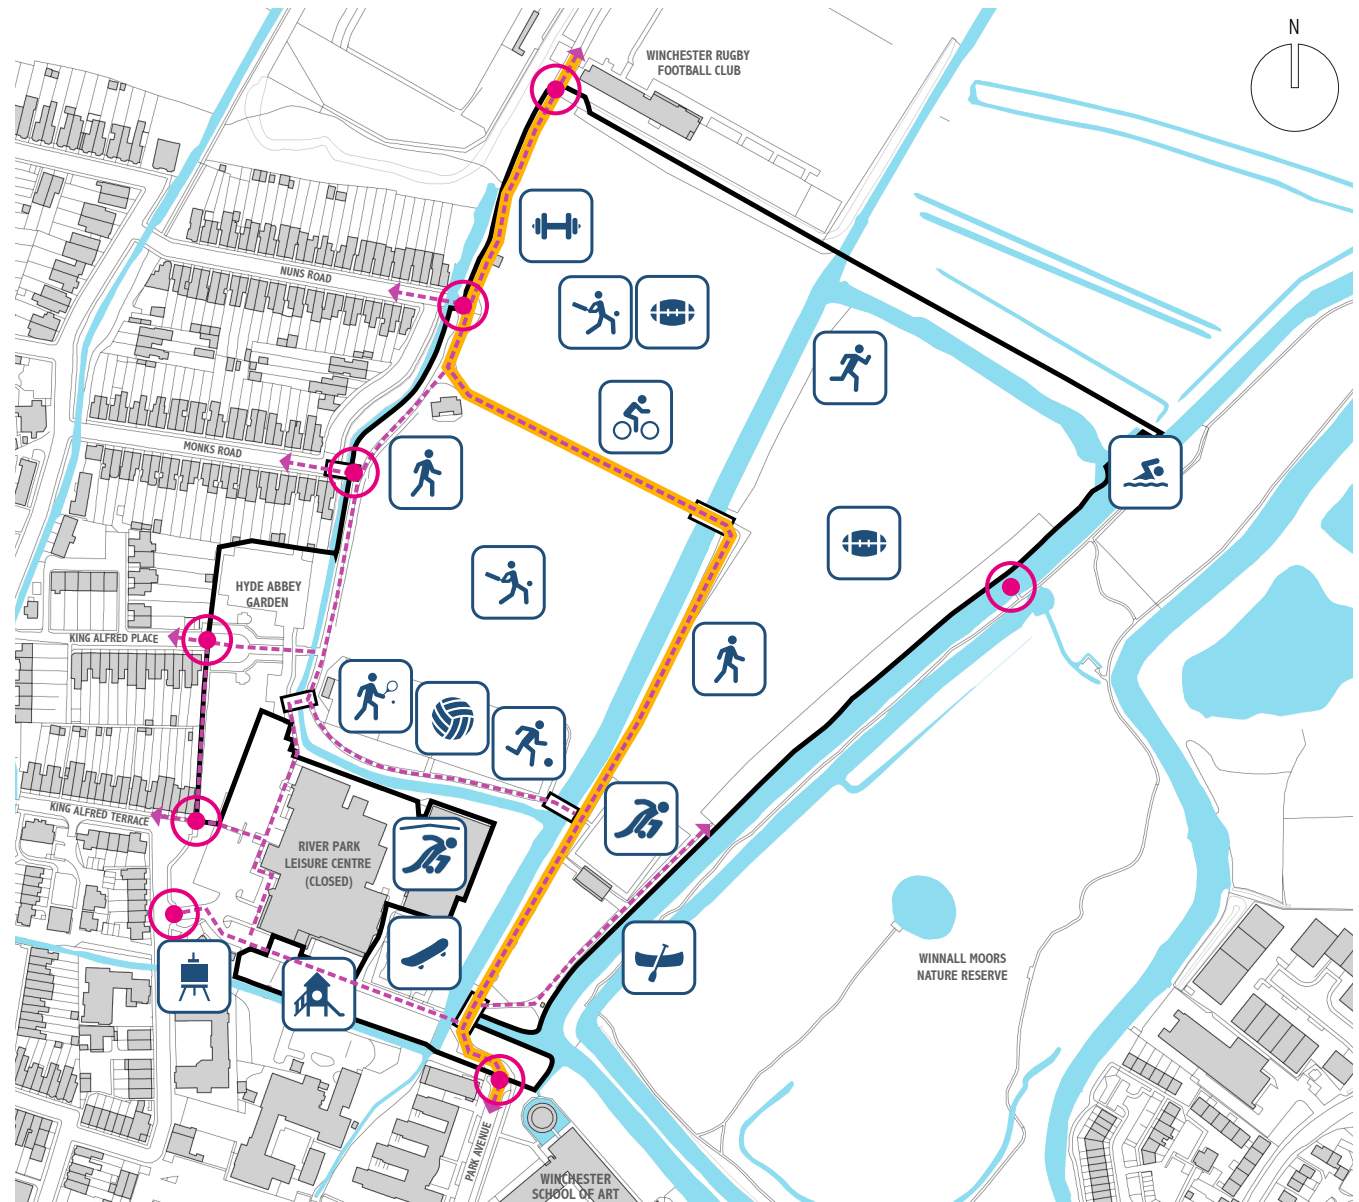 N
WINCHESTER RUGBY
FOOTBALL CLUB
NUNS ROAD
MONKS ROAD
HYDE ABBEY
GARDEN
KING ALFRED PLACE
KING ALFRED TERRACE
RIVER PARK
LEISURE CENTRE
(CLOSED)
WINNALL MOORS
NATURE RESERVE
PARK AVENUE
WINCHESTER
SCHOOL OF ART